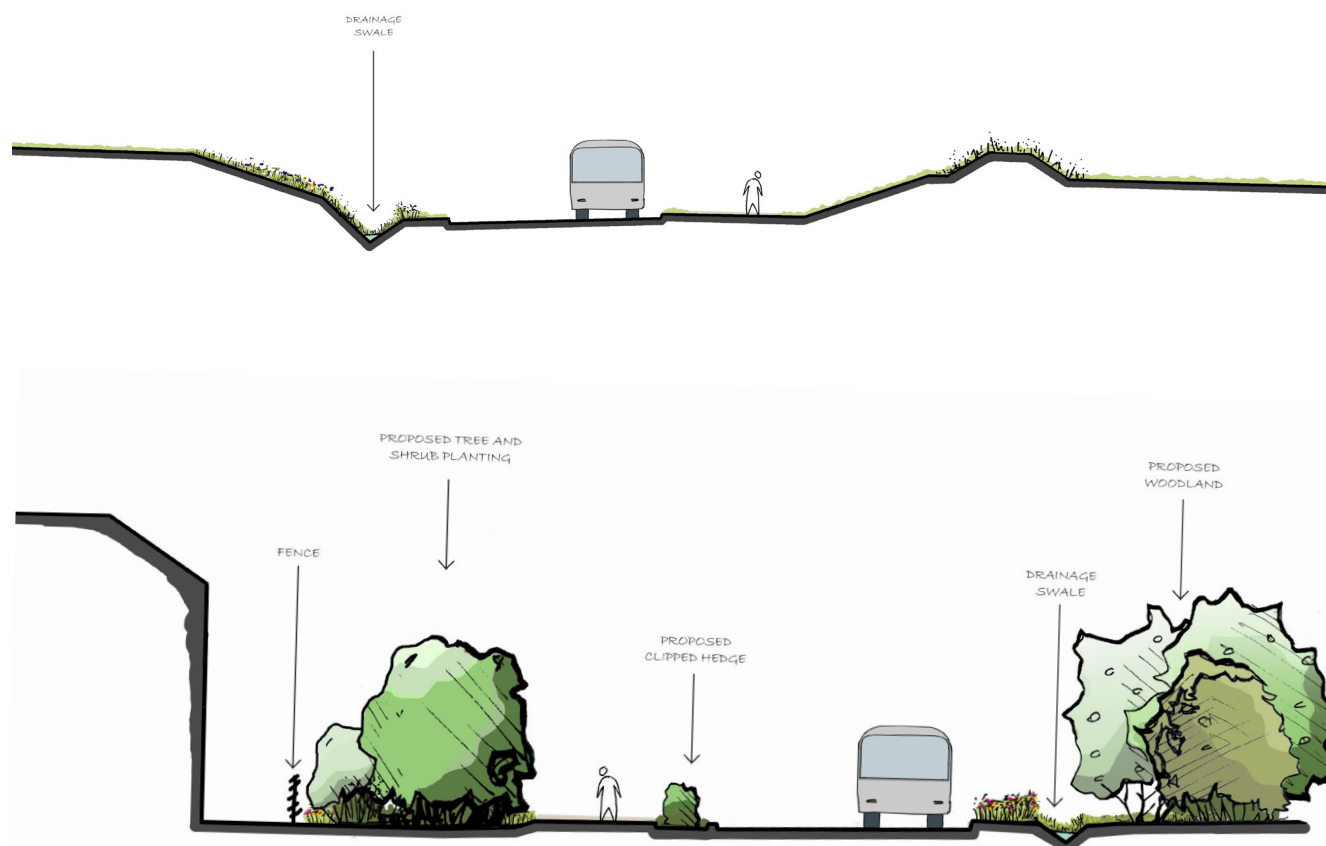 DRAINAGE
SWALE
PROPOSED TREE AND
SHRUB PLANTING
PROPOSED
WOODLAND
FENCE
DRAINAGE
SWALE
PROPOSED
CLIPPED HEDGE